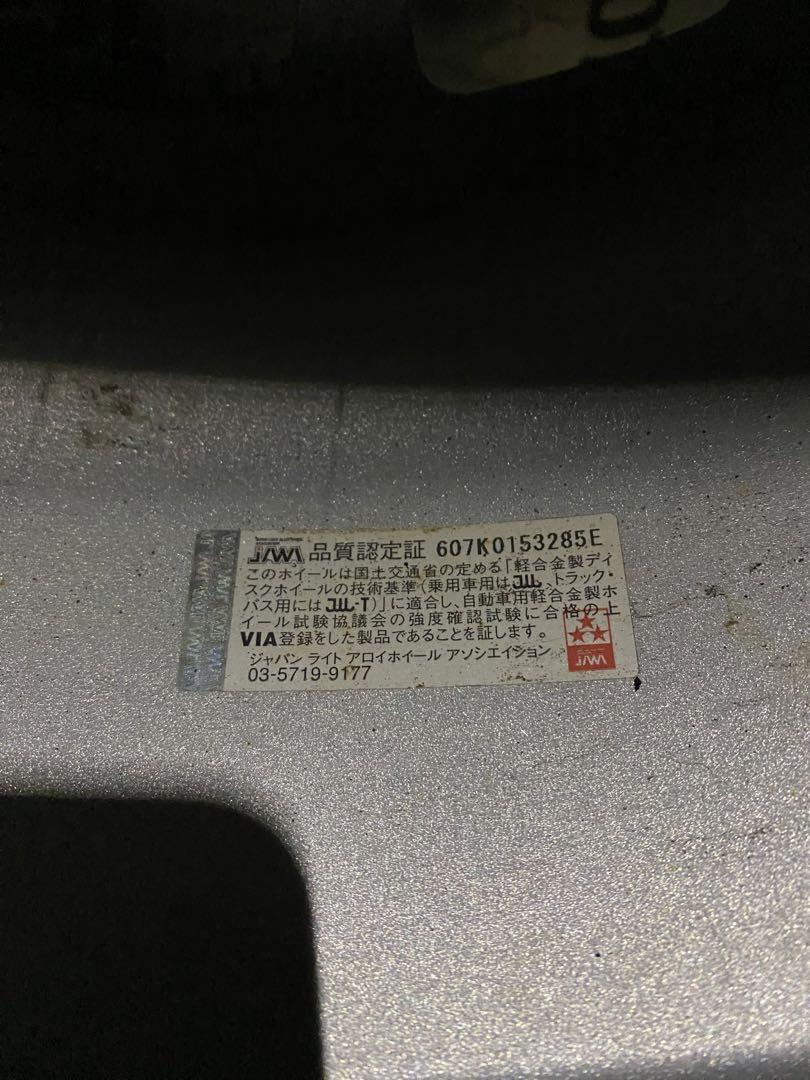 JAWA 品質認定証 607K0153285E
このホイールは国土交通省の定める「軽合金製ディ
スクホイールの技術基準(乗用車用はJWL、トラック・
バス用にはJWL-T)」に適合し、自動車用軽合金製ホ
イール試験協議会の強度確認試験に合格の上
VIA登録をした製品であることを証します。
ジャパン ライト アロイホイール アソシエイション
03-5719-9177
JAWA